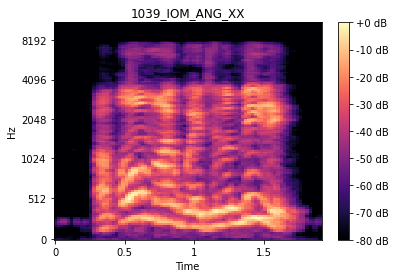 1039_IOM_ANG_XX
+0 dB
8192
-10 dB
4096
-20 dB
-30 dB
2048
Hz
-40 dB
1024
-50 dB
512
-60 dB
-70 dB
0
-80 dB
0
0.5
1
1.5
Time